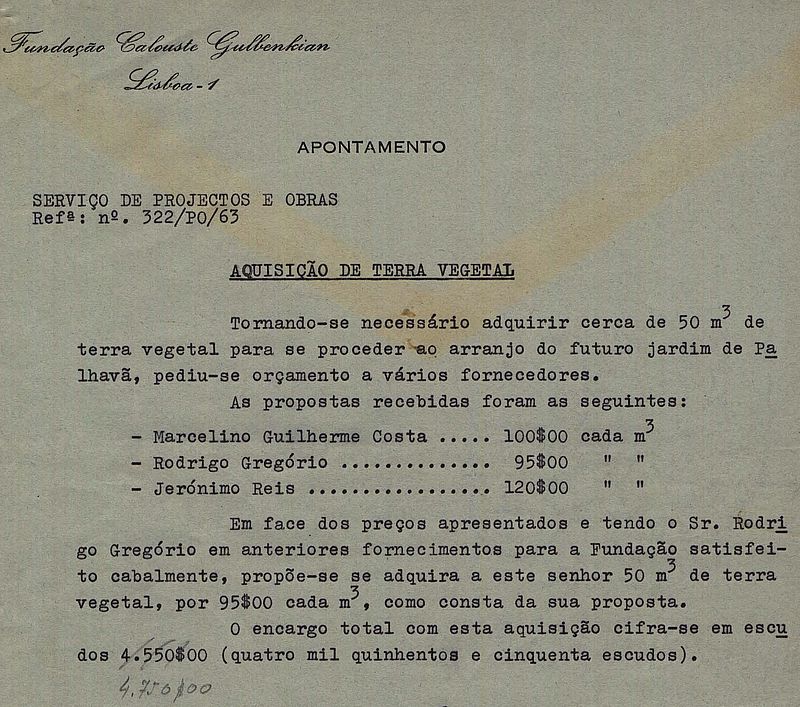 Fundação Calouste Gulbenkian
Lisboa - 1
APONTAMENTO
SERVIÇO DE PROJECTOS E OBRAS
Refª: nº. 322/PO/63
AQUISIÇÃO DE TERRA VEGETAL
Tornando-se necessário adquirir cerca de 50 m³ de
terra vegetal para se proceder ao arranjo do futuro jardim de Pa
lhavã, pediu-se orçamento a vários fornecedores.
As propostas recebidas foram as seguintes:
- Marcelino Guilherme Costa ..... 100$00 cada m³
- Rodrigo Gregório .............. 95$00 " "
- Jerónimo Reis ................. 120$00 " "
Em face dos preços apresentados e tendo o Sr. Rodri
go Gregório em anteriores fornecimentos para a Fundação satisfei-
to cabalmente, propõe-se se adquira a este senhor 50 m³ de terra
vegetal, por 95$00 cada m³, como consta da sua proposta.
O encargo total com esta aquisição cifra-se em escu
dos 4.550$00 (quatro mil quinhentos e cinquenta escudos).
4.750$00